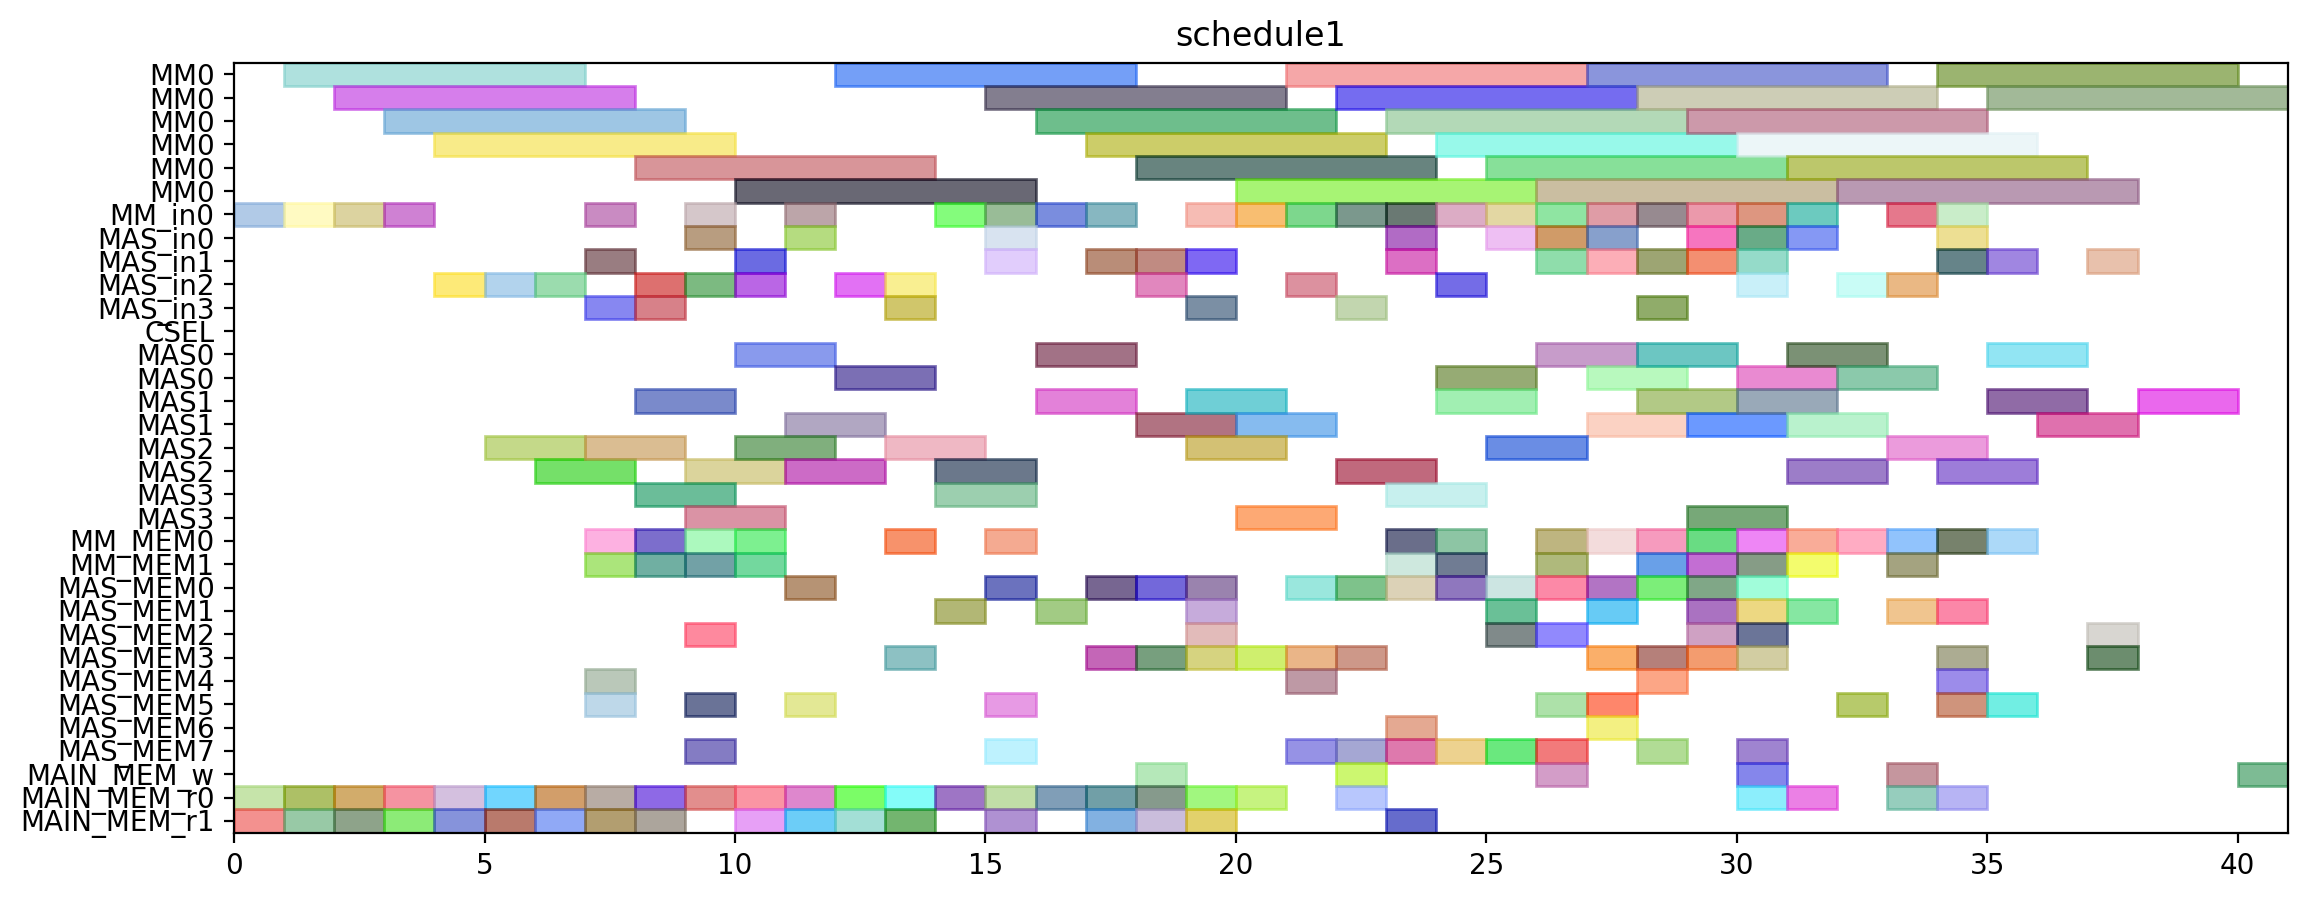 schedule1
MM0
MM0
MM0
MM0
MM0
MM0
MM_in0
MAS_in0
MAS_in1
MAS_in2
MAS_in3
CSEL
MAS0
MAS0
MAS1
MAS1
MAS2
MAS2
MAS3
MAS3
MM_MEM0
MM_MEM1
MAS_MEM0
MAS_MEM1
MAS_MEM2
MAS_MEM3
MAS_MEM4
MAS_MEM5
MAS_MEM6
MAS_MEM7
MAIN_MEM_w
MAIN_MEM_r0
MAIN_MEM_r1
0 5 10 15 20 25 30 35 40